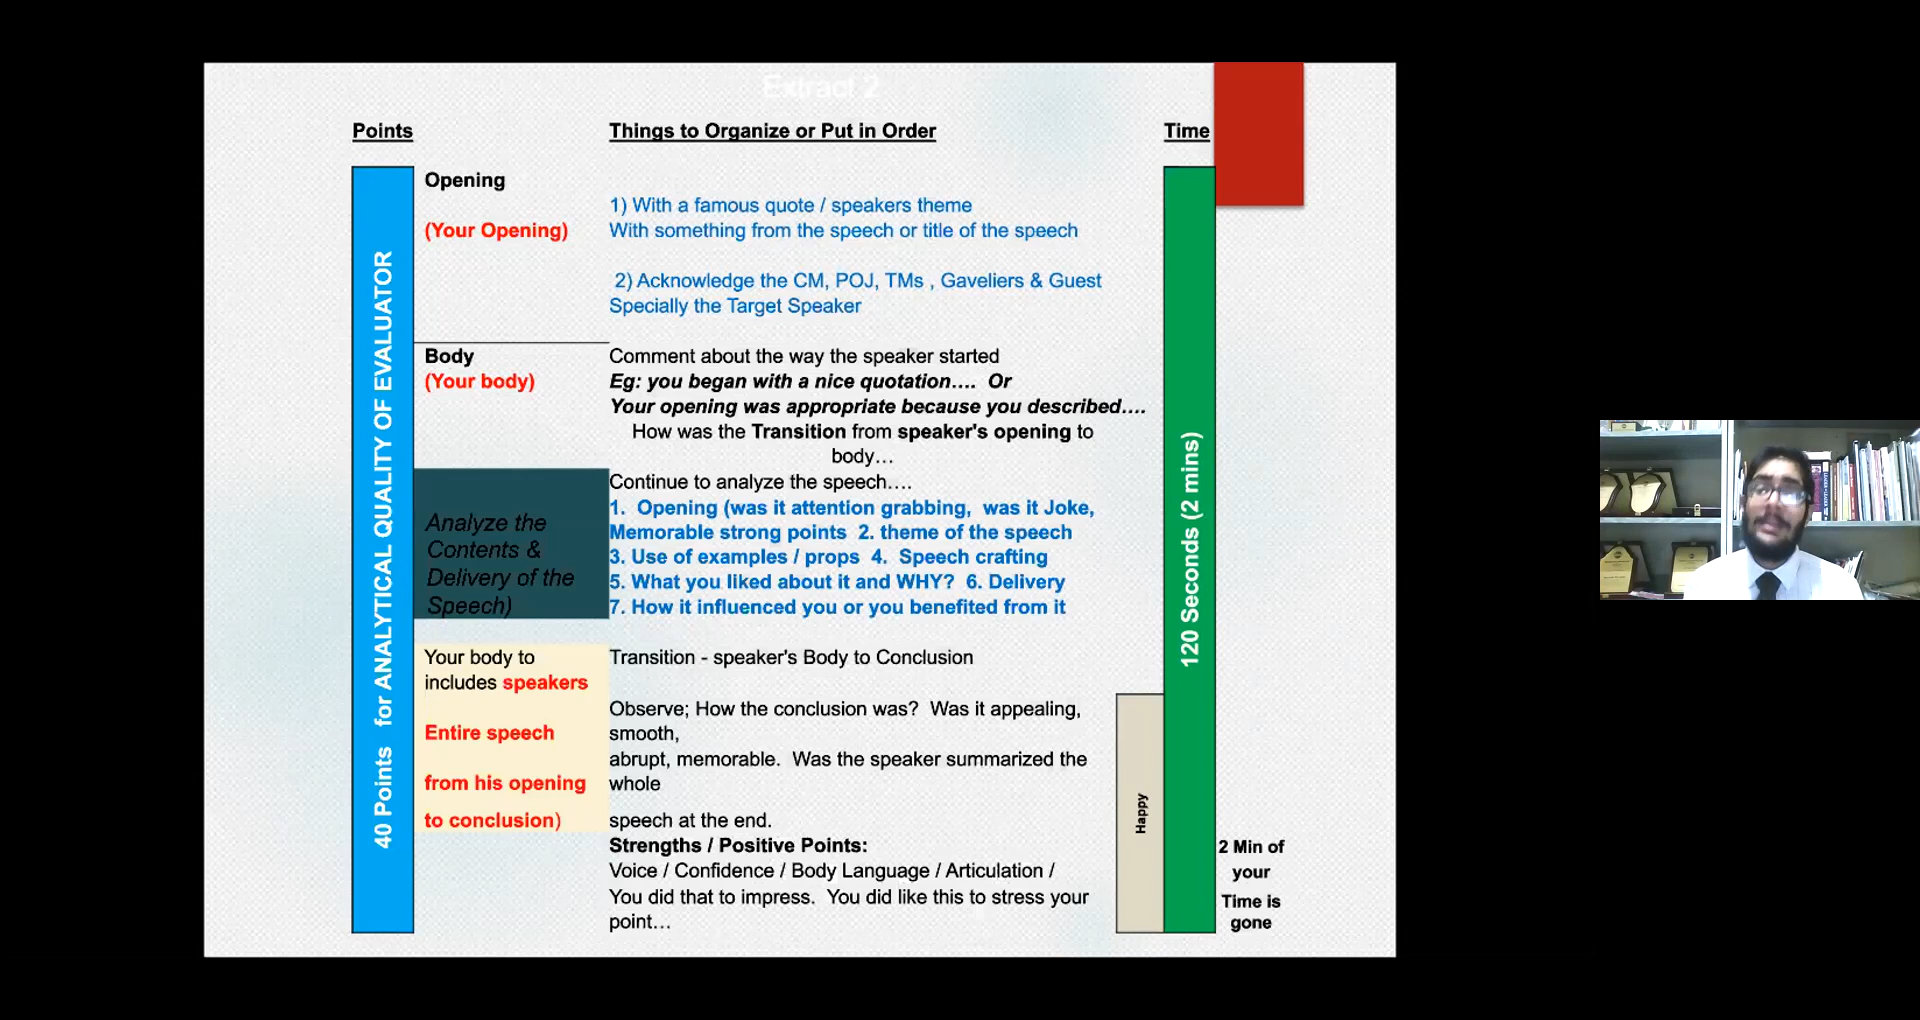 Extract 2
Points
Things to Organize or Put in Order
Time
Opening
1) With a famous quote / speakers theme
(Your Opening)
With something from the speech or title of the speech
2) Acknowledge the CM, POJ, TMs , Gaveliers & Guest
Specially the Target Speaker
40 Points for ANALYTICAL QUALITY OF EVALUATOR
Body
(Your body)
Comment about the way the speaker started
Eg: you began with a nice quotation…. Or
Your opening was appropriate because you described….
How was the Transition from speaker's opening to
body…
Continue to analyze the speech….
Analyze the
Contents &
Delivery of the
Speech)
1. Opening (was it attention grabbing, was it Joke,
Memorable strong points 2. theme of the speech
3. Use of examples / props 4. Speech crafting
5. What you liked about it and WHY? 6. Delivery
7. How it influenced you or you benefited from it
120 Seconds (2 mins)
Your body to
includes speakers
Entire speech
from his opening
to conclusion)
Transition - speaker's Body to Conclusion
Observe; How the conclusion was? Was it appealing,
smooth,
abrupt, memorable. Was the speaker summarized the
whole
speech at the end.
Strengths / Positive Points:
Voice / Confidence / Body Language / Articulation /
You did that to impress. You did like this to stress your
point…
Happy
2 Min of
your
Time is
gone